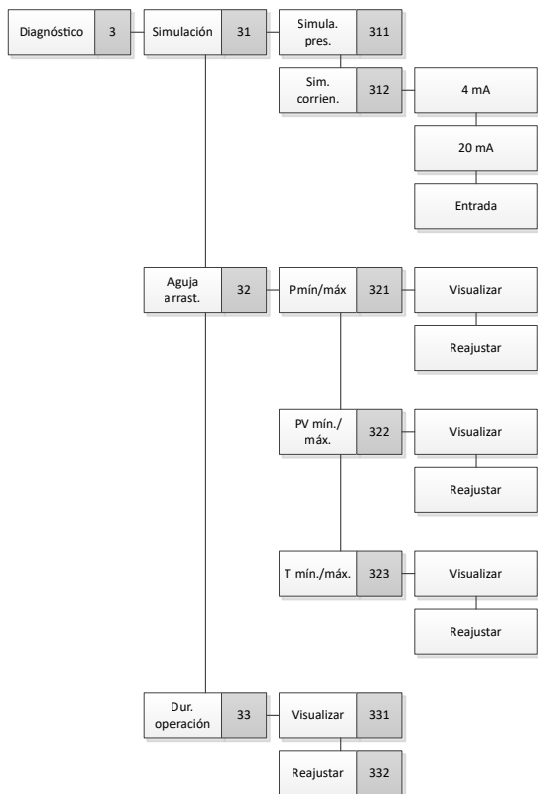 Diagnóstico 3 Simulación 31 Simula. 311
pres.
Sim. 312 4 mA
corrien.
20 mA
Entrada
Aguja 32 Pmín/máx 321 Visualizar
arrast.
Reajustar
PV mín./ 322 Visualizar
máx.
Reajustar
T mín./máx. 323 Visualizar
Reajustar
Dur. 33 Visualizar 331
operación
Reajustar 332